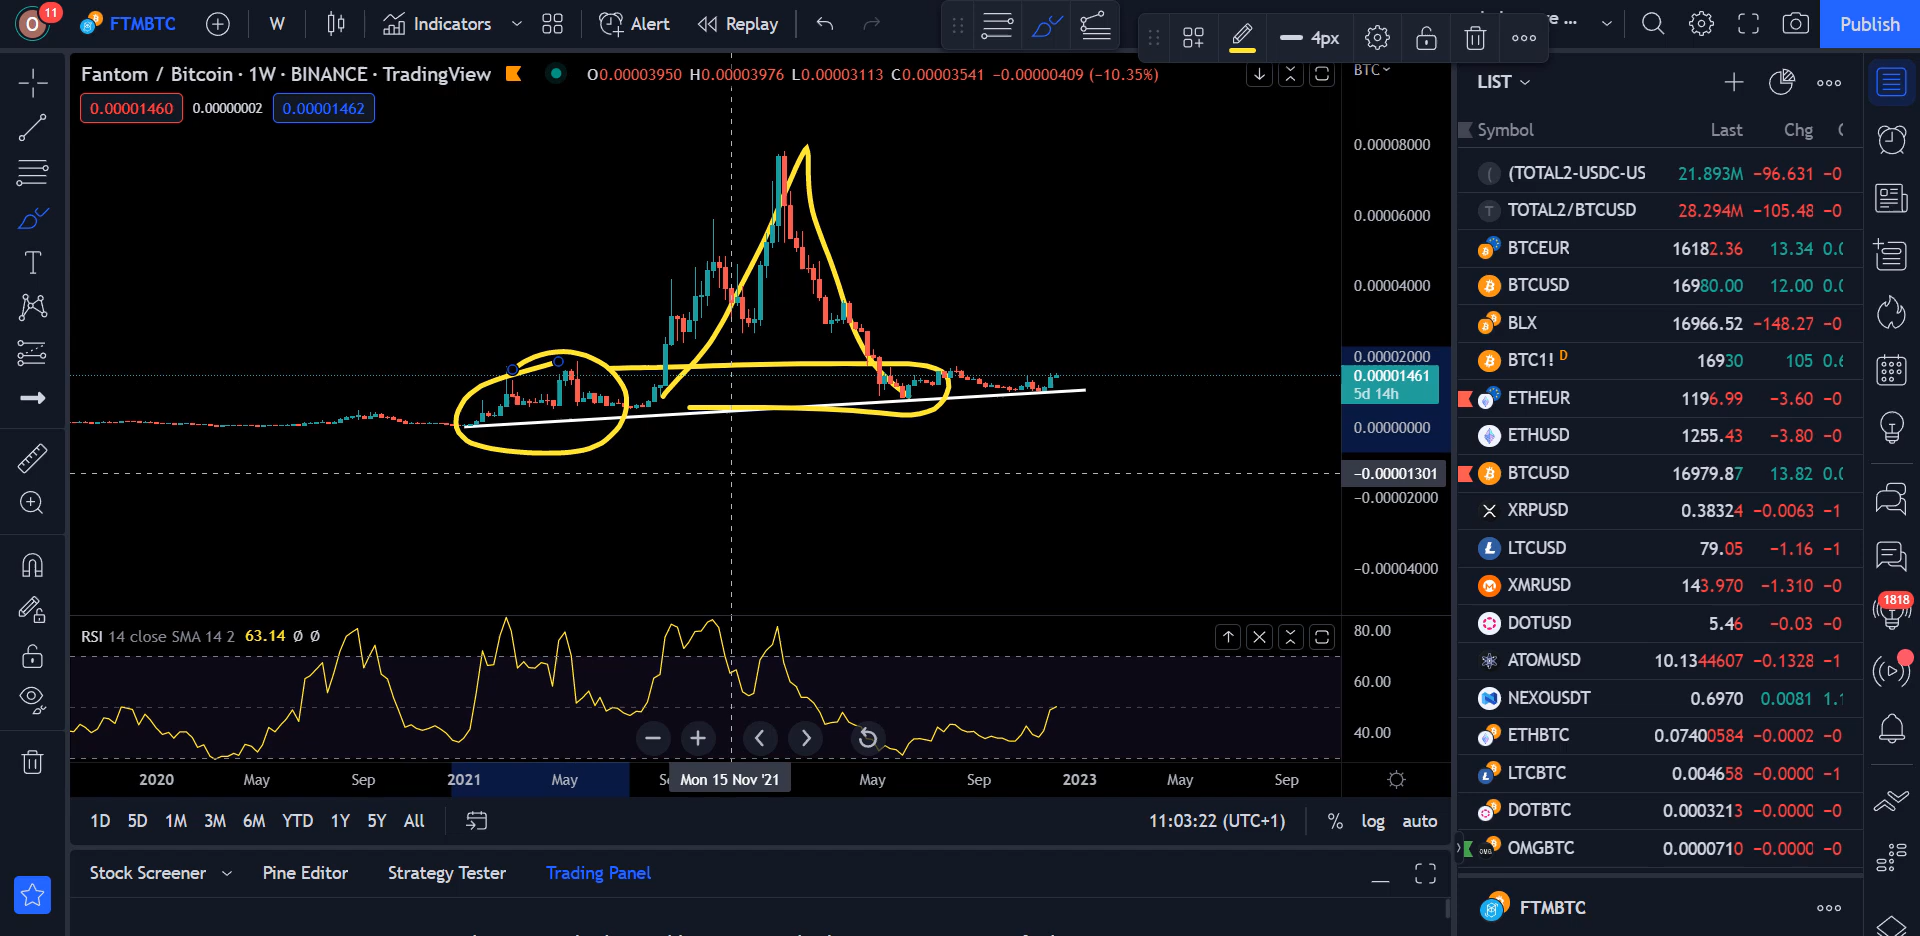 O 11 FTMBTC W Indicators Alert Replay 4px Publish
Fantom / Bitcoin · 1W · BINANCE · TradingView O0.00003950 H0.00003976 L0.00003113 C0.00003541 −0.00000409 (−10.35%)
0.00001460 0.00000002 0.00001462
BTC
0.00008000
0.00006000
0.00004000
0.00002000
0.00001461
5d 14h
0.00000000
−0.00001301
−0.00002000
−0.00004000
RSI 14 close SMA 14 2 63.14 Ø Ø
80.00
60.00
40.00
2020 May Sep 2021 May Mon 15 Nov '21 May Sep 2023 May Sep
1D 5D 1M 3M 6M YTD 1Y 5Y All 11:03:22 (UTC+1) % log auto
Stock Screener Pine Editor Strategy Tester Trading Panel
LIST
Symbol Last Chg
(TOTAL2-USDC-US 21.893M −96.631 −0
TOTAL2/BTCUSD 28.294M −105.48 −0
BTCEUR 16182.36 13.34 0.0
BTCUSD 16980.00 12.00 0.0
BLX 16966.52 −148.27 −0
BTC1! D 16930 105 0.6
ETHEUR 1196.99 −3.60 −0
ETHUSD 1255.43 −3.80 −0
BTCUSD 16979.87 13.82 0.0
XRPUSD 0.38324 −0.0063 −1
LTCUSD 79.05 −1.16 −1
XMRUSD 143.970 −1.310 −0
DOTUSD 5.46 −0.03 −0
ATOMUSD 10.1344607 −0.1328 −1
NEXOUSDT 0.6970 0.0081 1.1
ETHBTC 0.07400584 −0.0002 −0
LTCBTC 0.004658 −0.0000 −1
DOTBTC 0.0003213 −0.0000 −0
OMGBTC 0.0000710 −0.0000 −0
FTMBTC
1818